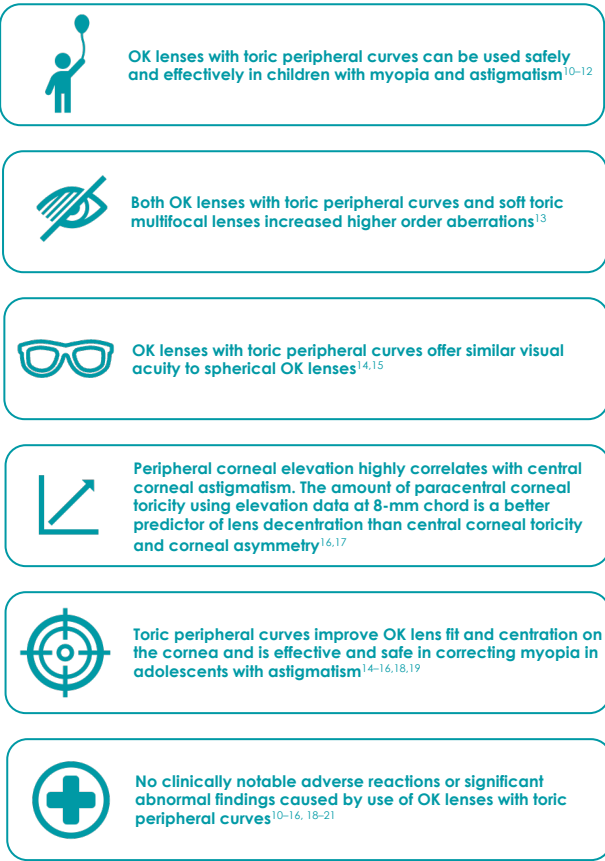 OK lenses with toric peripheral curves can be used safely
and effectively in children with myopia and astigmatism10–12
Both OK lenses with toric peripheral curves and soft toric
multifocal lenses increased higher order aberrations13
OK lenses with toric peripheral curves offer similar visual
acuity to spherical OK lenses14,15
Peripheral corneal elevation highly correlates with central
corneal astigmatism. The amount of paracentral corneal
toricity using elevation data at 8-mm chord is a better
predictor of lens decentration than central corneal toricity
and corneal asymmetry16,17
Toric peripheral curves improve OK lens fit and centration on
the cornea and is effective and safe in correcting myopia in
adolescents with astigmatism14–16,18,19
No clinically notable adverse reactions or significant
abnormal findings caused by use of OK lenses with toric
peripheral curves10–16, 18–21